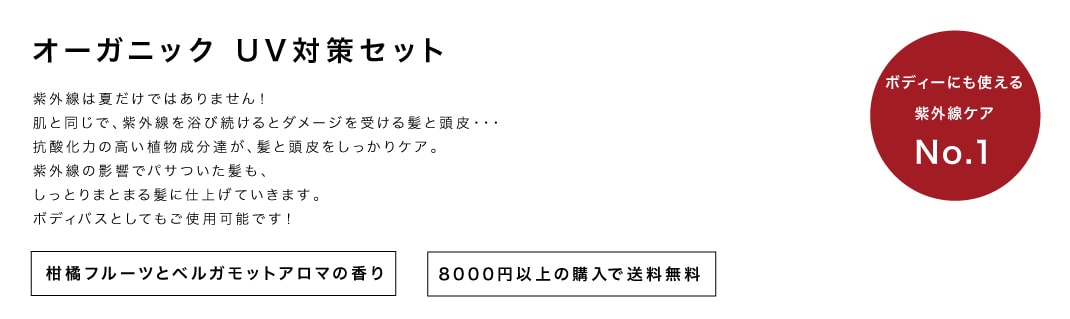 オーガニック UV対策セット
紫外線は夏だけではありません！
肌と同じで、紫外線を浴び続けるとダメージを受ける髪と頭皮・・・
抗酸化力の高い植物成分達が、髪と頭皮をしっかりケア。
紫外線の影響でパサついた髪も、
しっとりまとまる髪に仕上げていきます。
ボディバスとしてもご使用可能です！
柑橘フルーツとベルガモットアロマの香り
8000円以上の購入で送料無料
ボディーにも使える
紫外線ケア
No.1